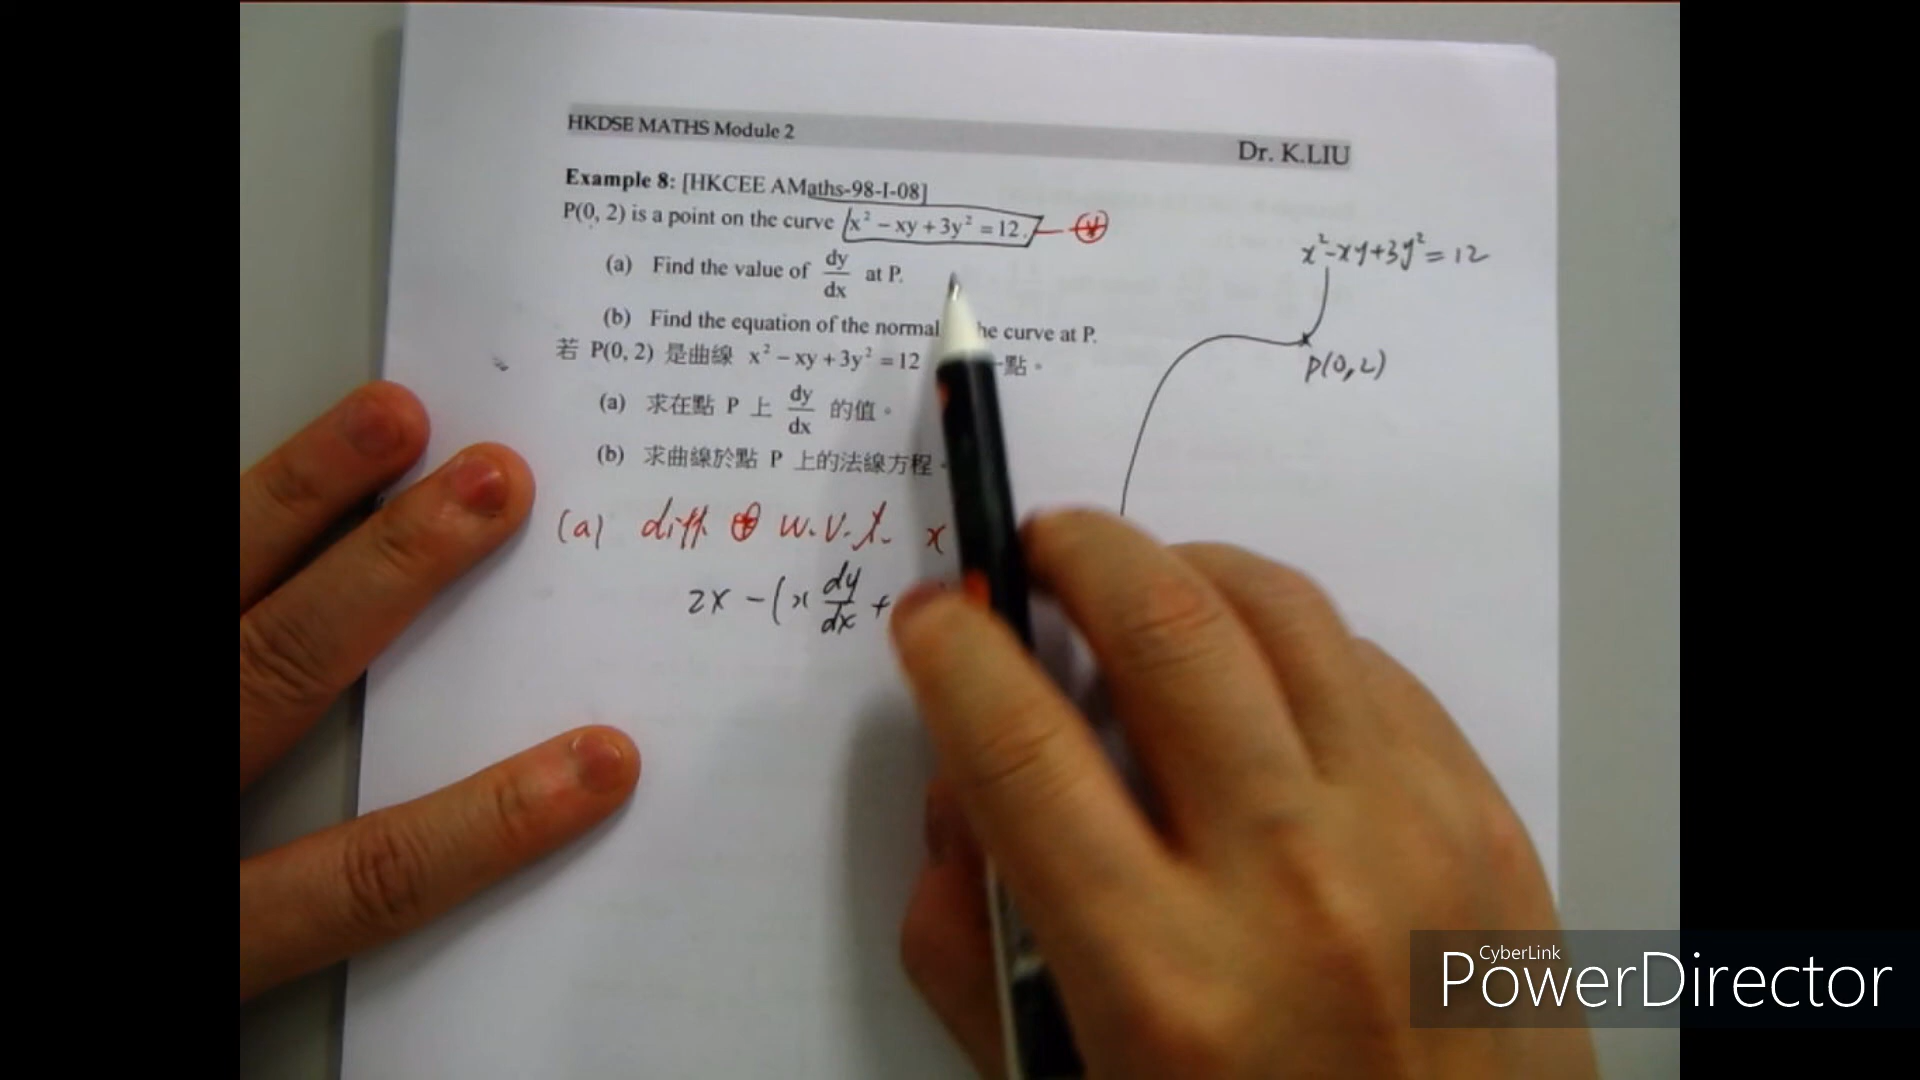 HKDSE MATHS Module 2
Dr. K.LIU
Example 8: [HKCEE AMaths-98-I-08]
P(0, 2) is a point on the curve x² − xy + 3y² = 12.
(a) Find the value of dy/dx at P.
(b) Find the equation of the normal he curve at P.
若 P(0, 2) 是曲線 x² − xy + 3y² = 12 一點。
(a) 求在點 P 上 dy/dx 的值。
(b) 求曲線於點 P 上的法線方程。
x²-xy+3y²=12
P(0,2)
(a) diff. ⊛ w.r.t. x
2x - (x dy/dx +
CyberLink
PowerDirector